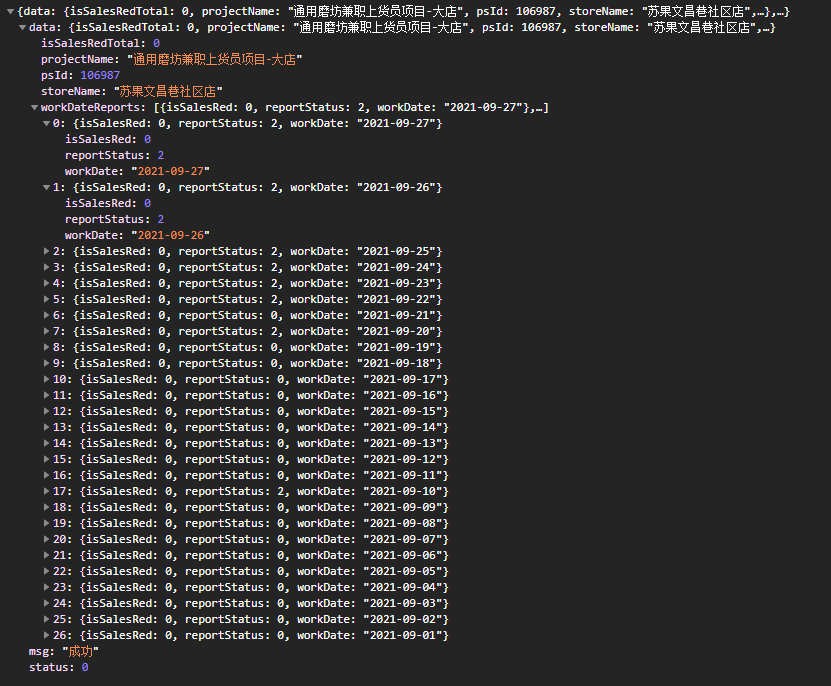 {data: {isSalesRedTotal: 0, projectName: "通用磨坊兼职上货员项目-大店", psId: 106987, storeName: "苏果文昌巷社区店",…},…}
data: {isSalesRedTotal: 0, projectName: "通用磨坊兼职上货员项目-大店", psId: 106987, storeName: "苏果文昌巷社区店",…}
isSalesRedTotal: 0
projectName: "通用磨坊兼职上货员项目-大店"
psId: 106987
storeName: "苏果文昌巷社区店"
workDateReports: [{isSalesRed: 0, reportStatus: 2, workDate: "2021-09-27"},…]
0: {isSalesRed: 0, reportStatus: 2, workDate: "2021-09-27"}
isSalesRed: 0
reportStatus: 2
workDate: "2021-09-27"
1: {isSalesRed: 0, reportStatus: 2, workDate: "2021-09-26"}
isSalesRed: 0
reportStatus: 2
workDate: "2021-09-26"
2: {isSalesRed: 0, reportStatus: 2, workDate: "2021-09-25"}
3: {isSalesRed: 0, reportStatus: 2, workDate: "2021-09-24"}
4: {isSalesRed: 0, reportStatus: 2, workDate: "2021-09-23"}
5: {isSalesRed: 0, reportStatus: 2, workDate: "2021-09-22"}
6: {isSalesRed: 0, reportStatus: 0, workDate: "2021-09-21"}
7: {isSalesRed: 0, reportStatus: 2, workDate: "2021-09-20"}
8: {isSalesRed: 0, reportStatus: 0, workDate: "2021-09-19"}
9: {isSalesRed: 0, reportStatus: 0, workDate: "2021-09-18"}
10: {isSalesRed: 0, reportStatus: 0, workDate: "2021-09-17"}
11: {isSalesRed: 0, reportStatus: 0, workDate: "2021-09-16"}
12: {isSalesRed: 0, reportStatus: 0, workDate: "2021-09-15"}
13: {isSalesRed: 0, reportStatus: 0, workDate: "2021-09-14"}
14: {isSalesRed: 0, reportStatus: 0, workDate: "2021-09-13"}
15: {isSalesRed: 0, reportStatus: 0, workDate: "2021-09-12"}
16: {isSalesRed: 0, reportStatus: 0, workDate: "2021-09-11"}
17: {isSalesRed: 0, reportStatus: 2, workDate: "2021-09-10"}
18: {isSalesRed: 0, reportStatus: 0, workDate: "2021-09-09"}
19: {isSalesRed: 0, reportStatus: 0, workDate: "2021-09-08"}
20: {isSalesRed: 0, reportStatus: 0, workDate: "2021-09-07"}
21: {isSalesRed: 0, reportStatus: 0, workDate: "2021-09-06"}
22: {isSalesRed: 0, reportStatus: 0, workDate: "2021-09-05"}
23: {isSalesRed: 0, reportStatus: 0, workDate: "2021-09-04"}
24: {isSalesRed: 0, reportStatus: 0, workDate: "2021-09-03"}
25: {isSalesRed: 0, reportStatus: 0, workDate: "2021-09-02"}
26: {isSalesRed: 0, reportStatus: 0, workDate: "2021-09-01"}
msg: "成功"
status: 0